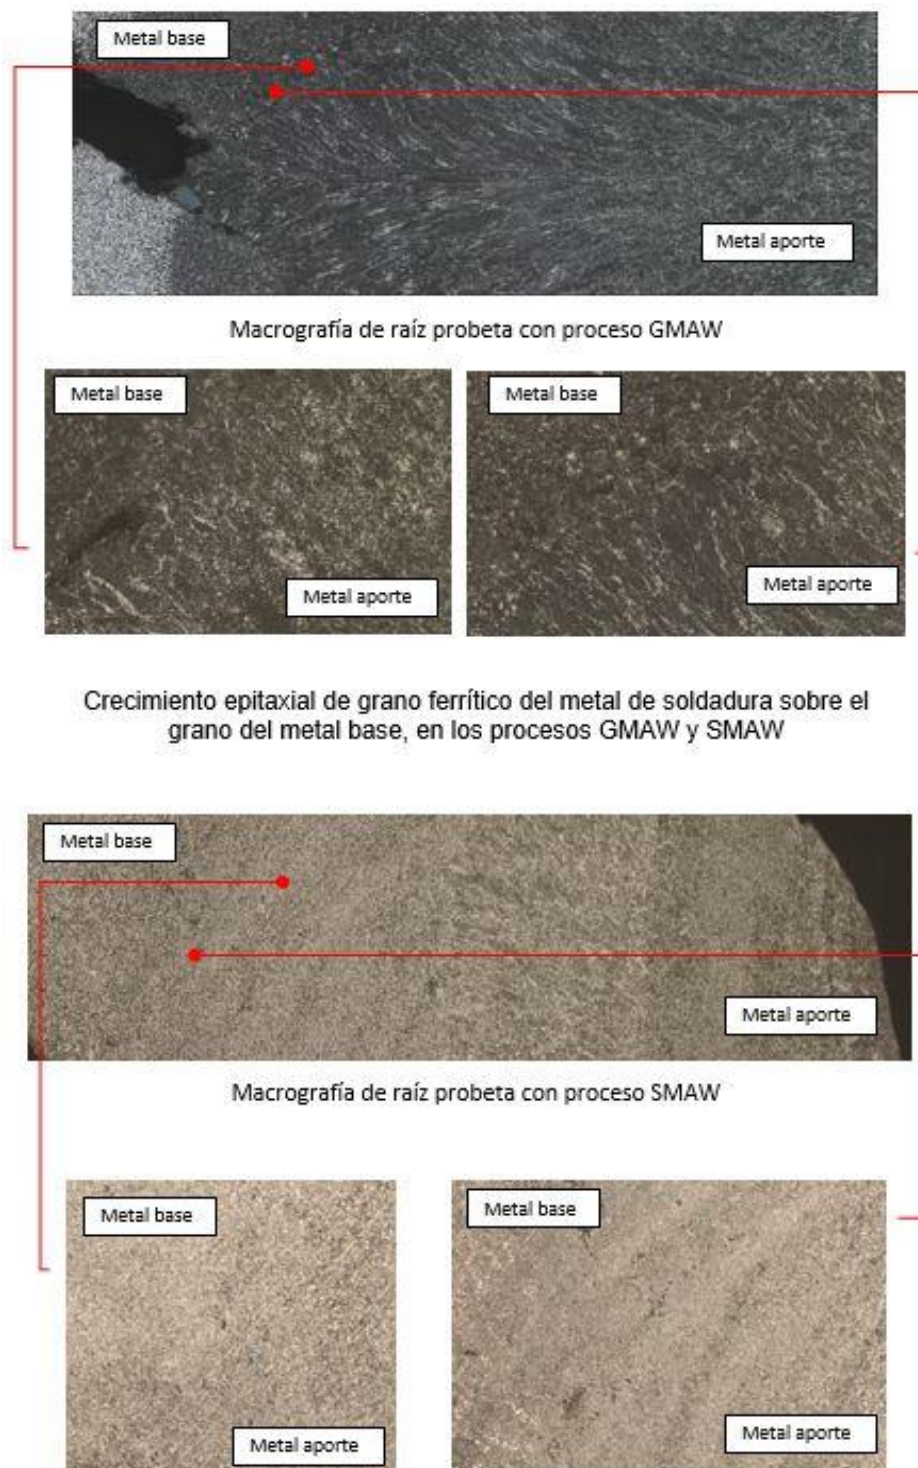 Metal base
Metal aporte
Macrografía de raíz probeta con proceso GMAW
Metal base
Metal base
Metal aporte
Metal aporte
Crecimiento epitaxial de grano ferrítico del metal de soldadura sobre el
grano del metal base, en los procesos GMAW y SMAW
Metal base
Metal aporte
Macrografía de raíz probeta con proceso SMAW
Metal base
Metal base
Metal aporte
Metal aporte